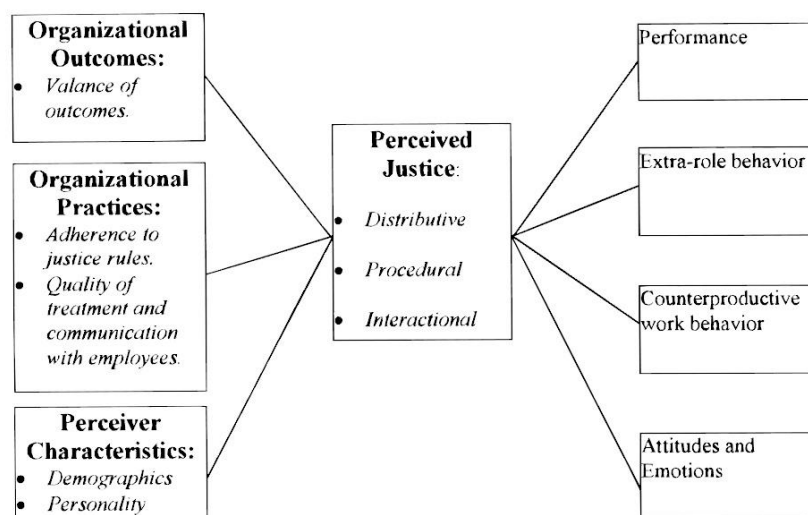 Organizational
Outcomes:
• Valance of
outcomes.
Organizational
Practices:
• Adherence to
justice rules.
• Quality of
treatment and
communication
with employees.
Perceiver
Characteristics:
• Demographics
• Personality
Perceived
Justice:
• Distributive
• Procedural
• Interactional
Performance
Extra-role behavior
Counterproductive
work behavior
Attitudes and
Emotions